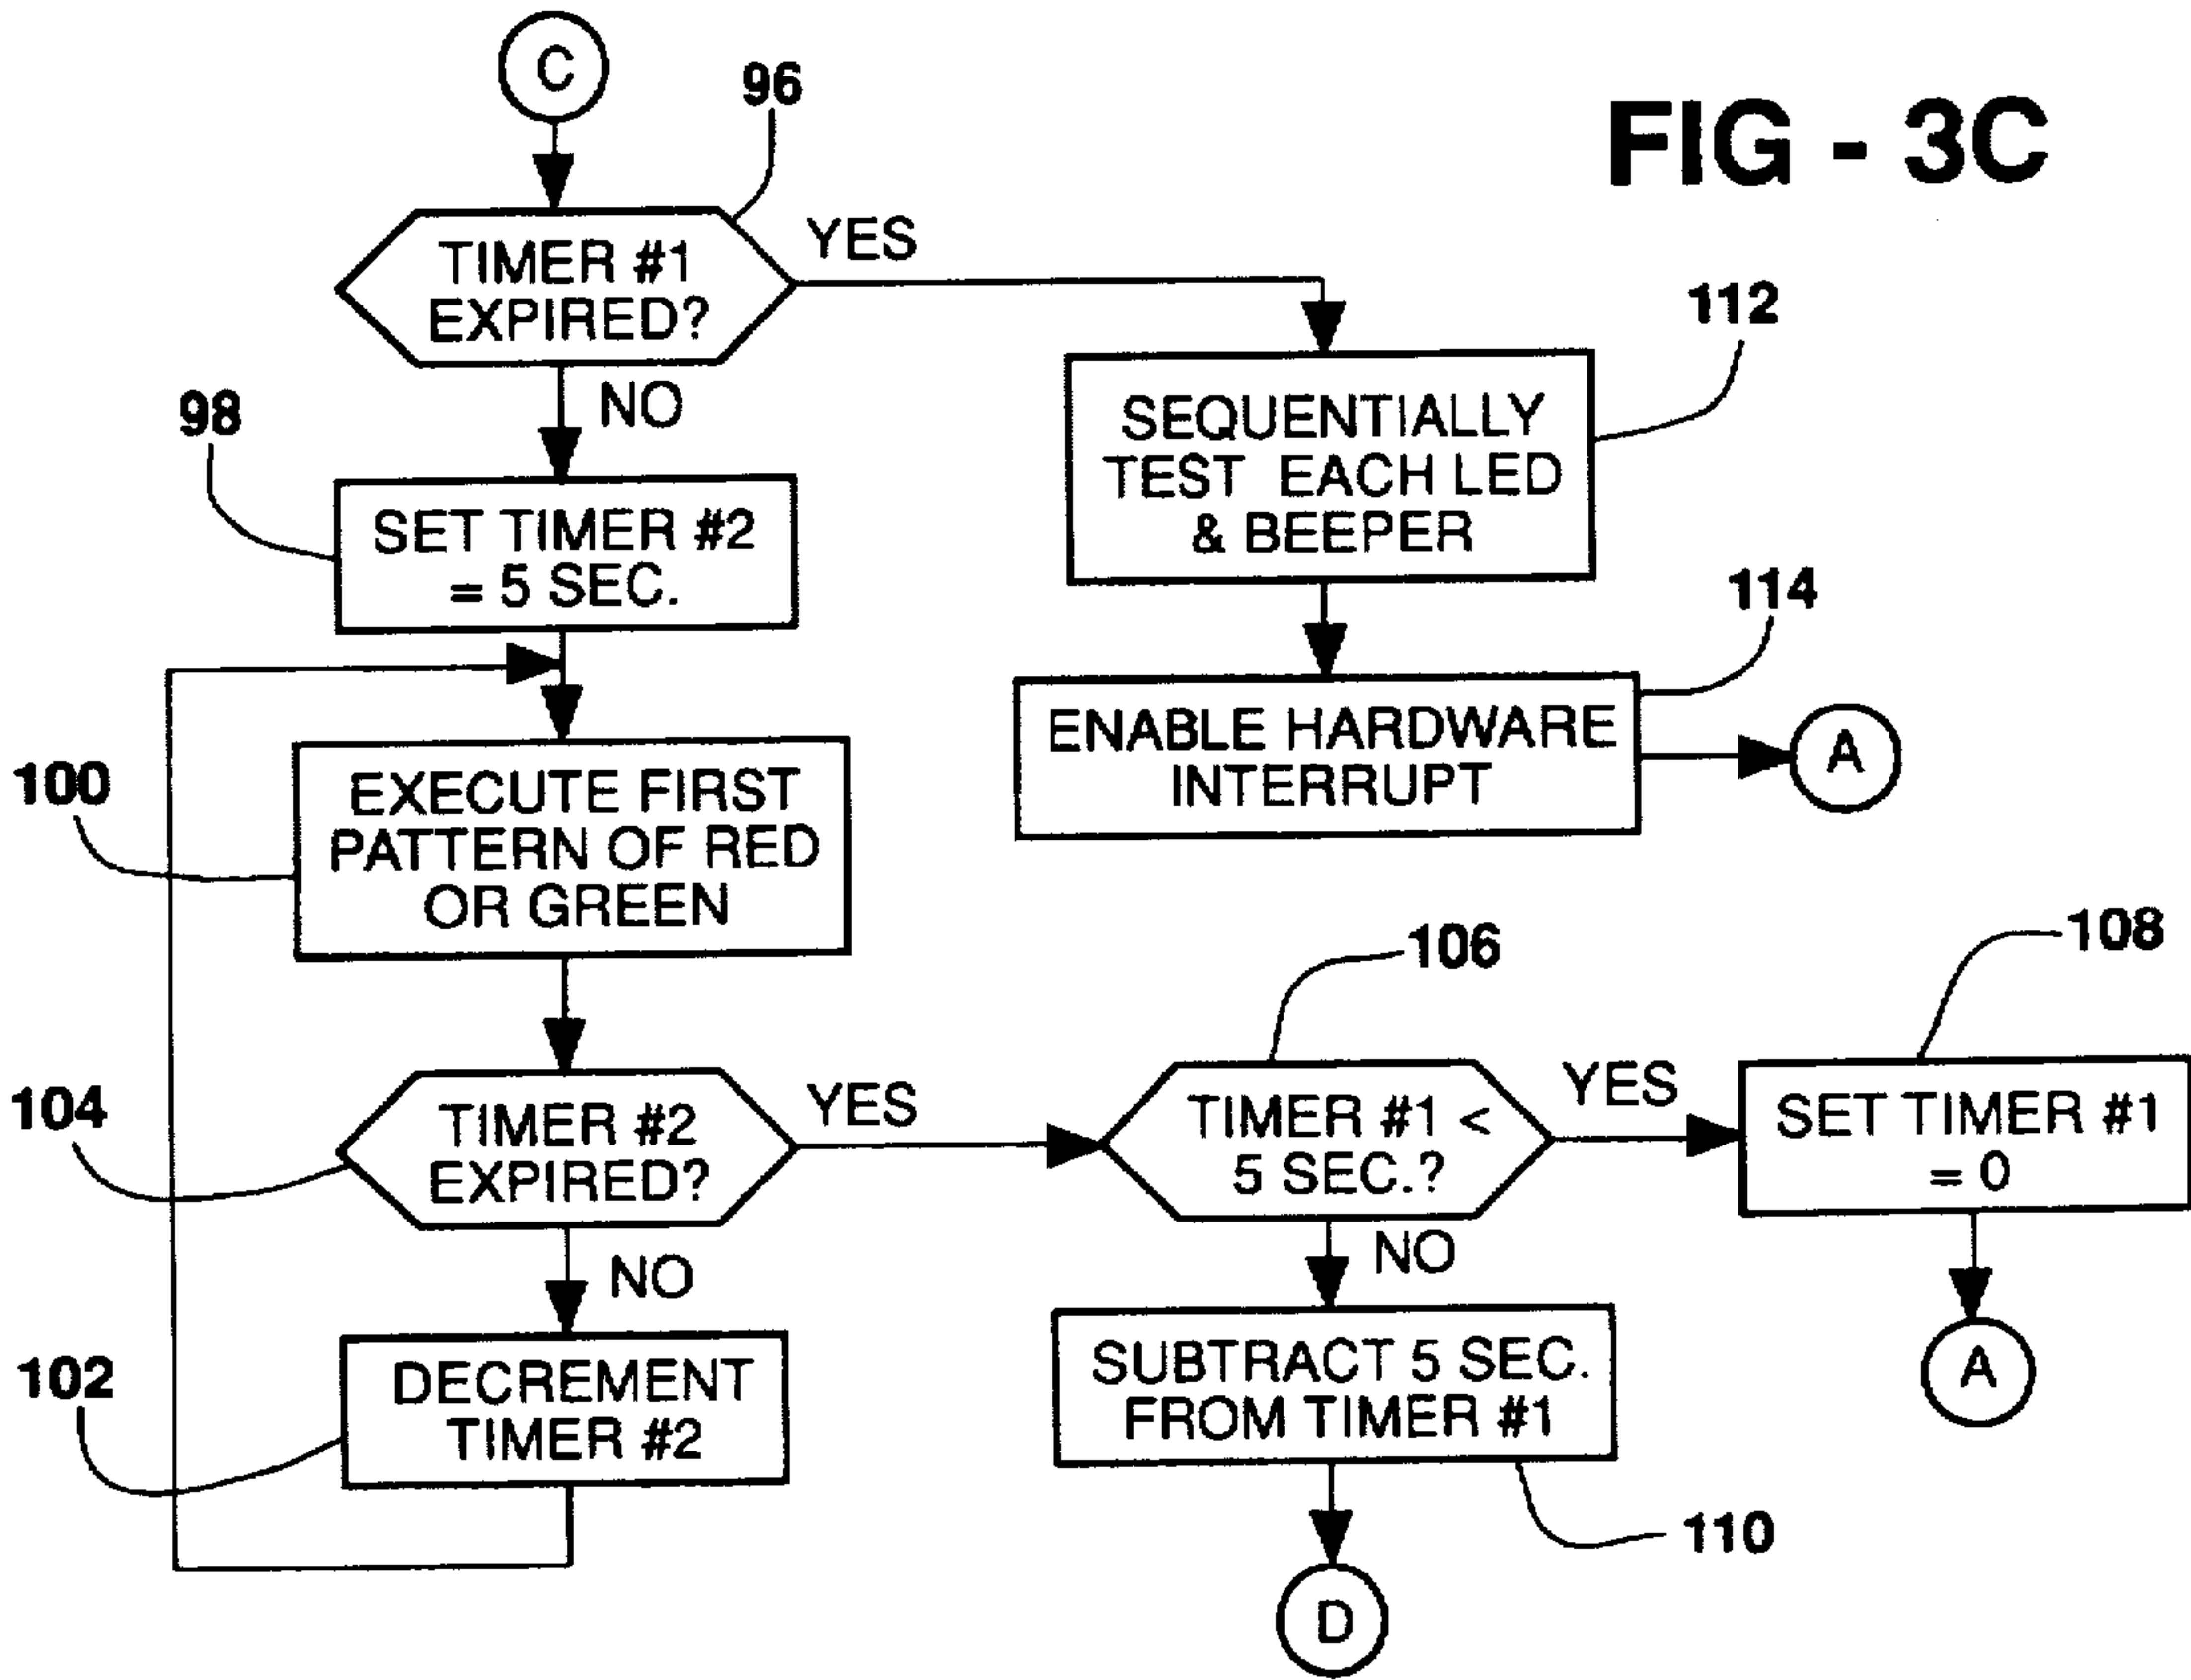 C
96
FIG - 3C
TIMER #1
EXPIRED?
YES
112
NO
98
SEQUENTIALLY
TEST EACH LED
& BEEPER
SET TIMER #2
= 5 SEC.
114
ENABLE HARDWARE
INTERRUPT
A
100
EXECUTE FIRST
PATTERN OF RED
OR GREEN
106
108
104
TIMER #2
EXPIRED?
YES
TIMER #1 <
5 SEC.?
YES
SET TIMER #1
= 0
NO
NO
102
DECREMENT
TIMER #2
SUBTRACT 5 SEC.
FROM TIMER #1
A
110
D